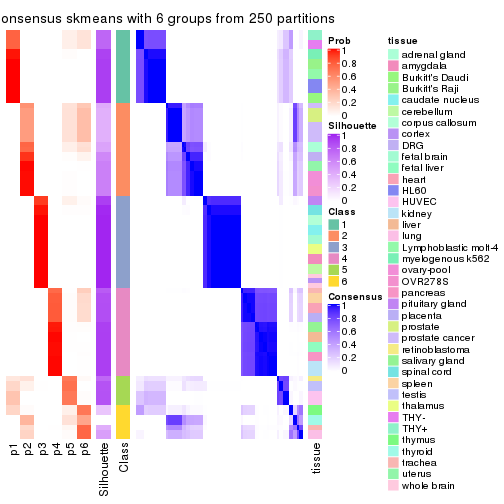 onsensus skmeans with 6 groups from 250 partitions
Prob
1
0.8
0.6
0.4
0.2
0
Silhouette
1
0.8
0.6
0.4
0.2
0
Class
1
2
3
4
5
6
Consensus
1
0.8
0.6
0.4
0.2
0
tissue
adrenal gland
amygdala
Burkitt's Daudi
Burkitt's Raji
caudate nucleus
cerebellum
corpus callosum
cortex
DRG
fetal brain
fetal liver
heart
HL60
HUVEC
kidney
liver
lung
Lymphoblastic molt-4
myelogenous k562
ovary-pool
OVR278S
pancreas
pituitary gland
placenta
prostate
prostate cancer
retinoblastoma
salivary gland
spinal cord
spleen
testis
thalamus
THY-
THY+
thymus
thyroid
trachea
uterus
whole brain
p1
p2
p3
p4
p5
p6
Silhouette
Class
tissue